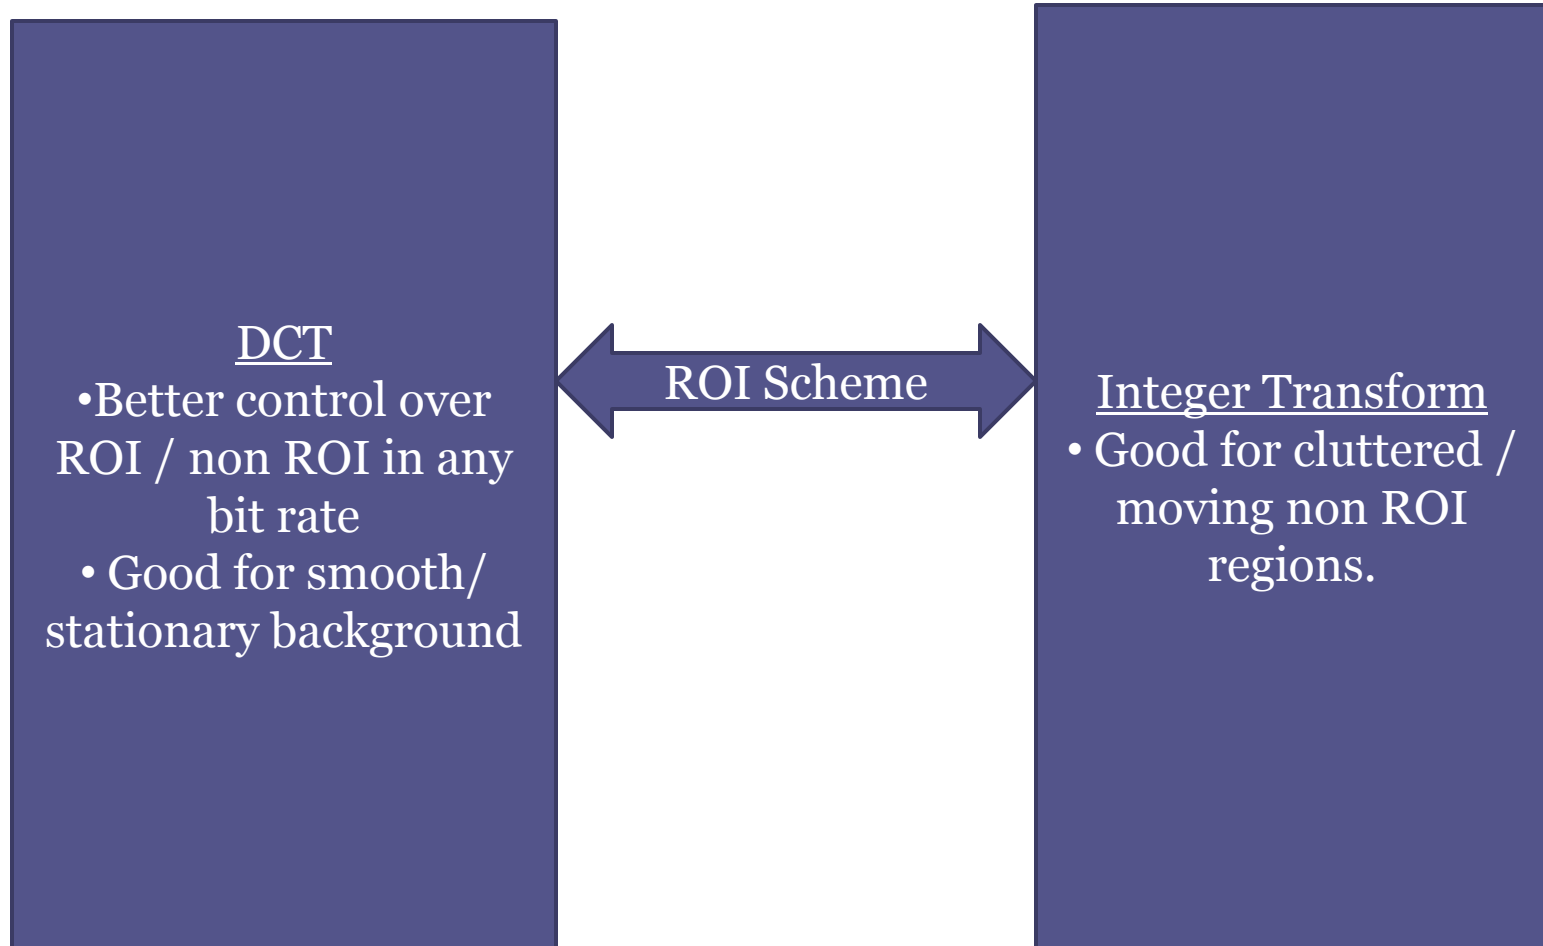 DCT
•Better control over
ROI / non ROI in any
bit rate
• Good for smooth/
stationary background
ROI Scheme
Integer Transform
• Good for cluttered /
moving non ROI
regions.